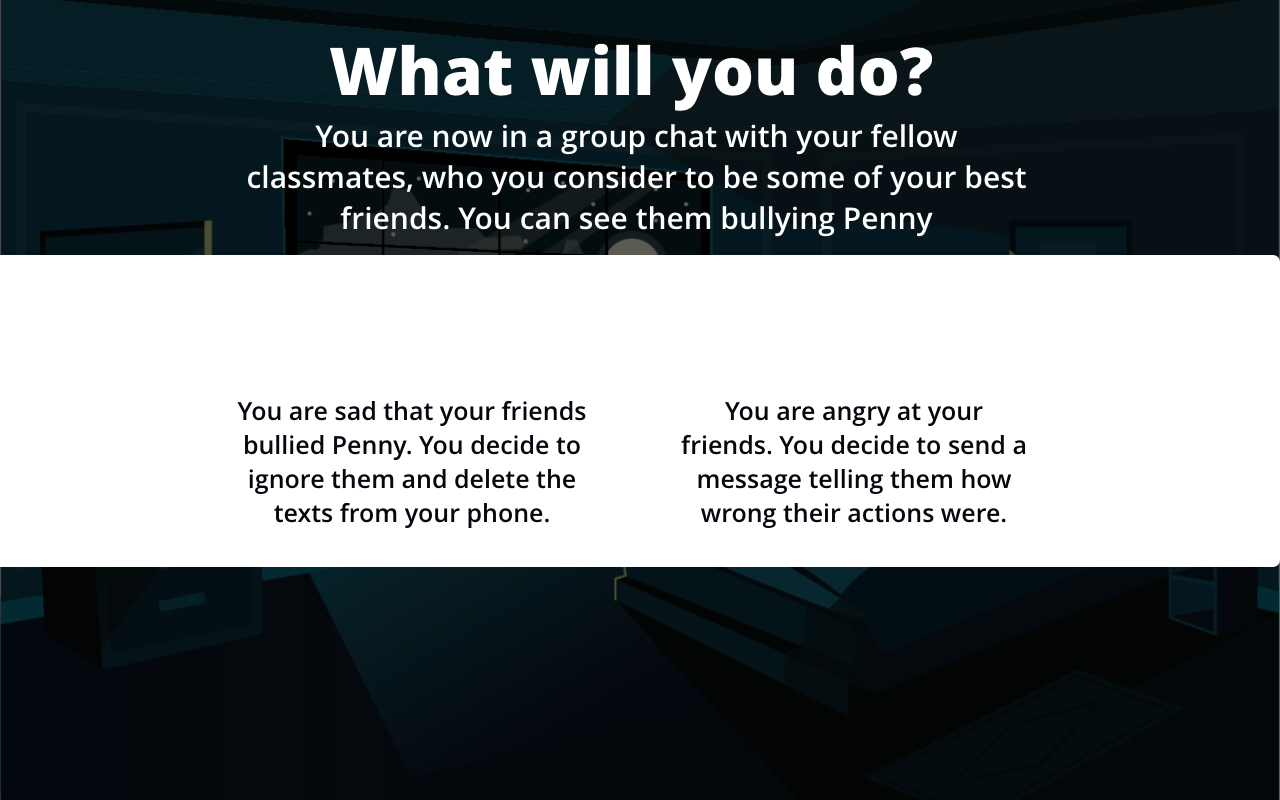 What will you do?
You are now in a group chat with your fellow
classmates, who you consider to be some of your best
friends. You can see them bullying Penny
You are sad that your friends
bullied Penny. You decide to
ignore them and delete the
texts from your phone.
You are angry at your
friends. You decide to send a
message telling them how
wrong their actions were.